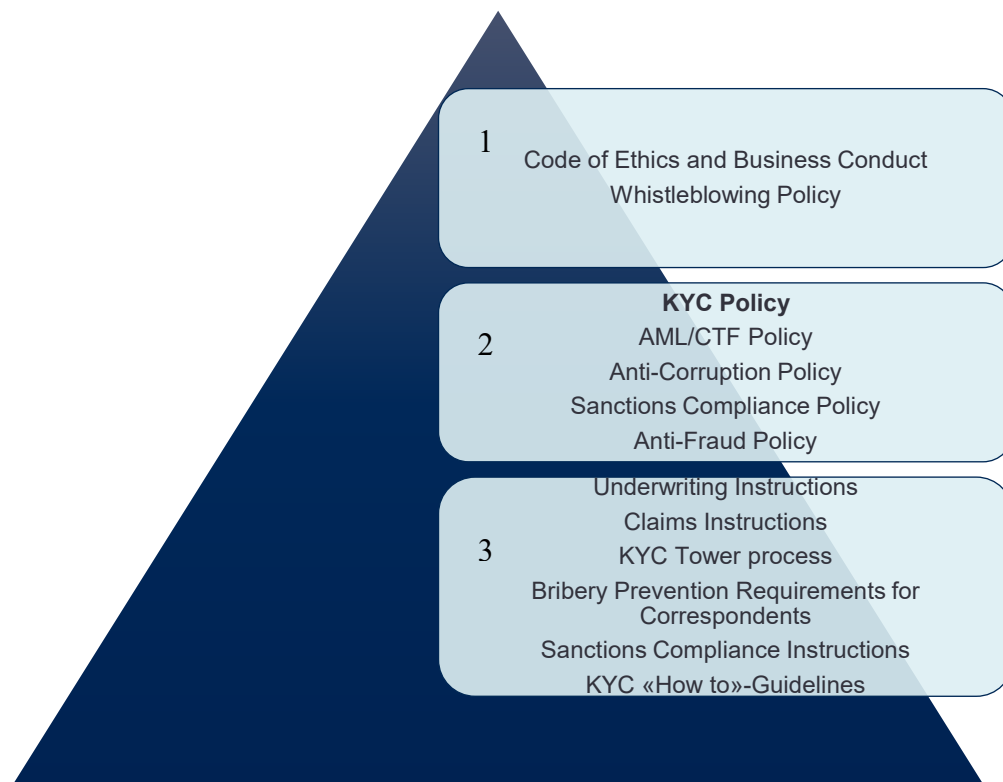 1
Code of Ethics and Business Conduct
Whistleblowing Policy
2
KYC Policy
AML/CTF Policy
Anti-Corruption Policy
Sanctions Compliance Policy
Anti-Fraud Policy
3
Underwriting Instructions
Claims Instructions
KYC Tower process
Bribery Prevention Requirements for
Correspondents
Sanctions Compliance Instructions
KYC «How to»-Guidelines